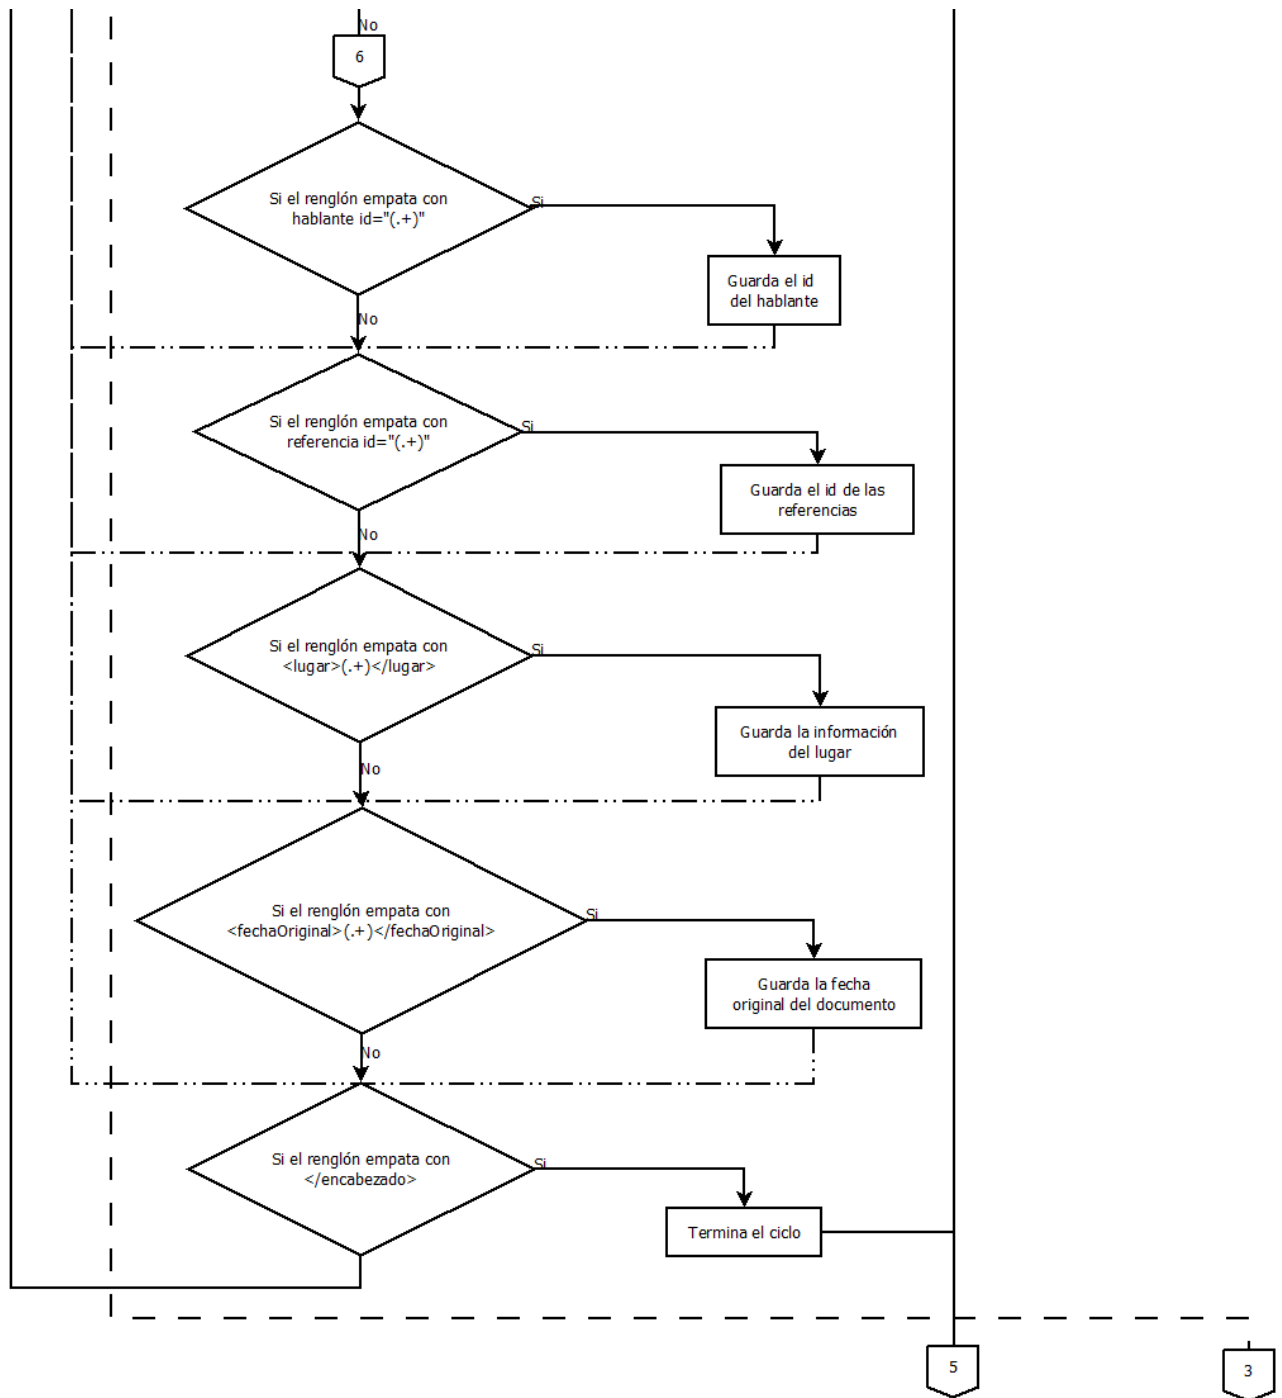 No
6
Si el renglón empata con
hablante id="(.+)"
Si
Guarda el id
del hablante
No
Si el renglón empata con
referencia id="(.+)"
Si
Guarda el id de las
referencias
No
Si el renglón empata con
<lugar>(.+)</lugar>
Si
Guarda la información
del lugar
No
Si el renglón empata con
<fechaOriginal>(.+)</fechaOriginal>
Si
Guarda la fecha
original del documento
No
Si el renglón empata con
</encabezado>
Si
Termina el ciclo
5
3